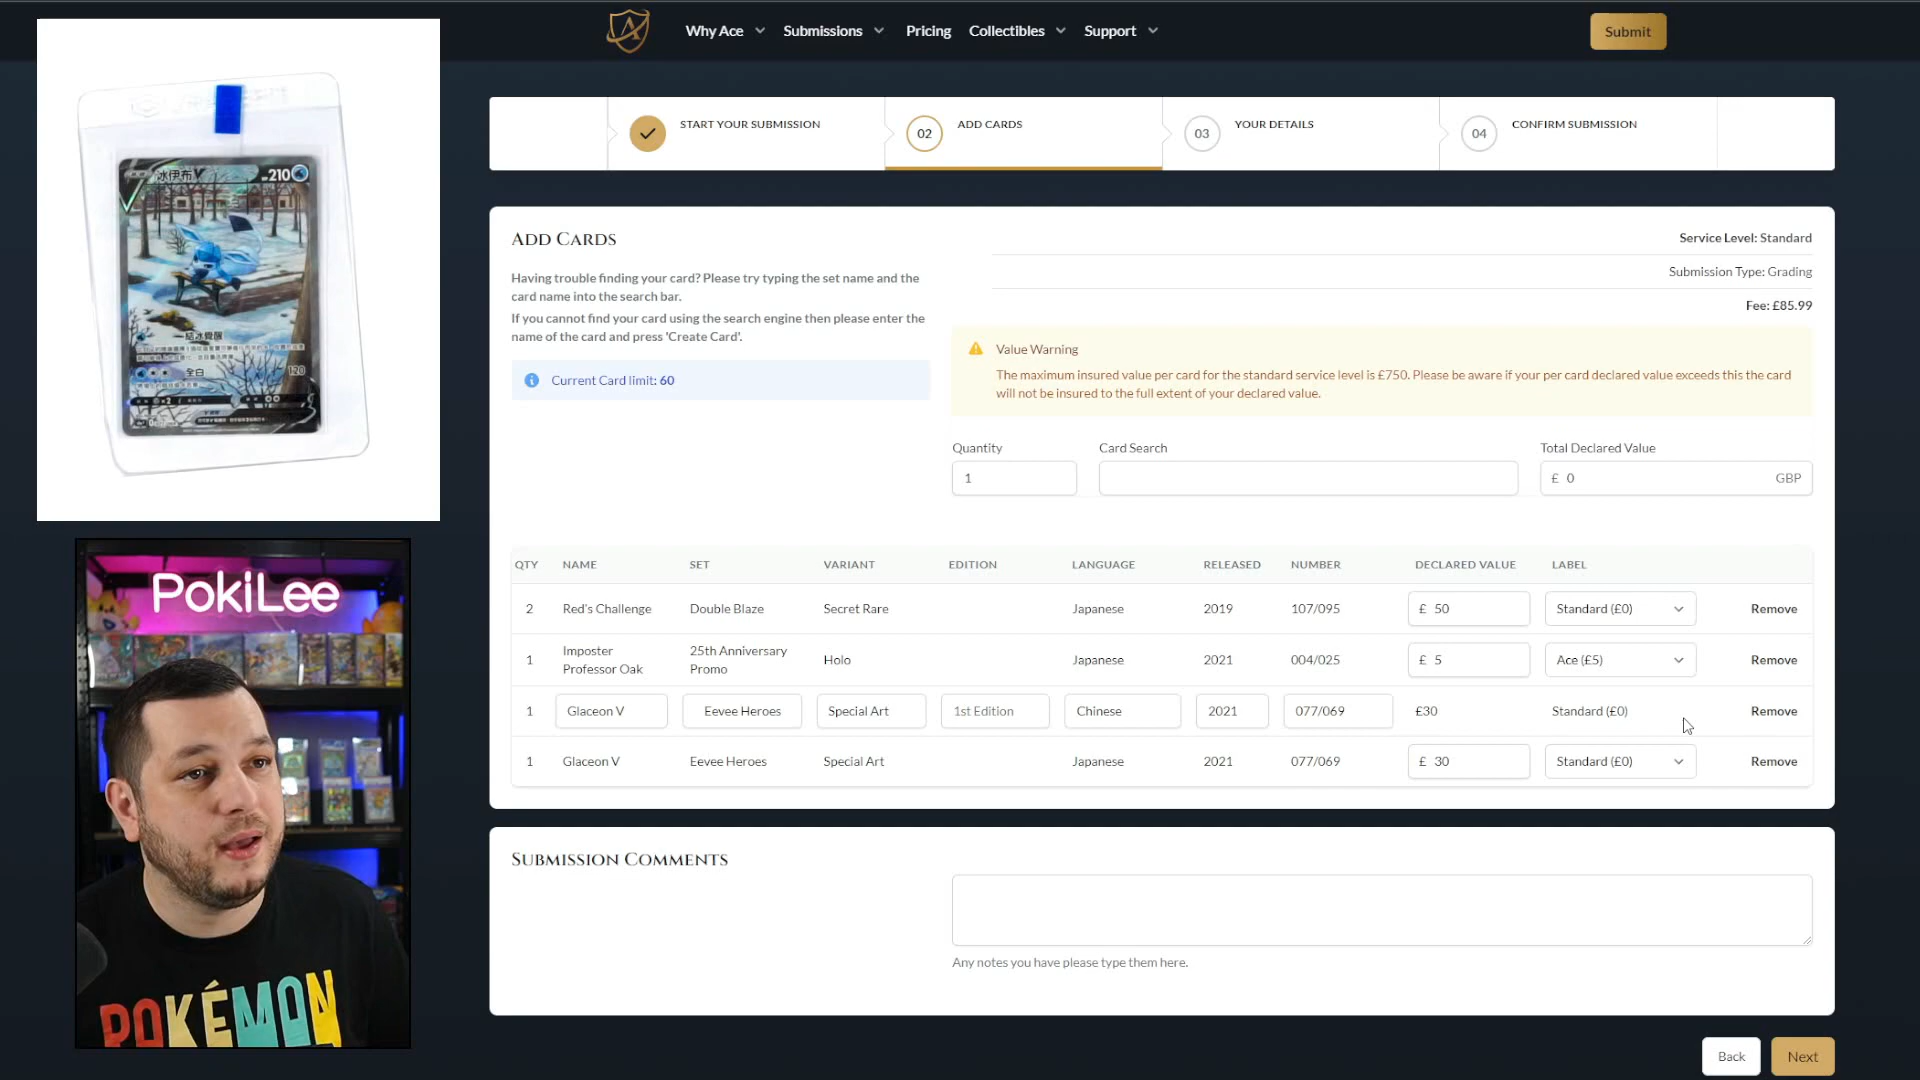 Why Ace
Submissions
Pricing
Collectibles
Support
Submit
START YOUR SUBMISSION
02
ADD CARDS
03
YOUR DETAILS
04
CONFIRM SUBMISSION
冰伊布V
210
結冰覺醒
全白
120
ADD CARDS
Having trouble finding your card? Please try typing the set name and the
card name into the search bar.
If you cannot find your card using the search engine then please enter the
name of the card and press 'Create Card'.
Current Card limit: 60
Service Level: Standard
Submission Type: Grading
Fee: £85.99
Value Warning
The maximum insured value per card for the standard service level is £750. Please be aware if your per card declared value exceeds this the card
will not be insured to the full extent of your declared value.
Quantity
Card Search
Total Declared Value
1
£ 0
GBP
QTY NAME SET VARIANT EDITION LANGUAGE RELEASED NUMBER DECLARED VALUE LABEL
2 Red's Challenge Double Blaze Secret Rare Japanese 2019 107/095 £ 50 Standard (£0) Remove
1 Imposter
Professor Oak
25th Anniversary
Promo
Holo Japanese 2021 004/025 £ 5 Ace (£5) Remove
1 Glaceon V Eevee Heroes Special Art 1st Edition Chinese 2021 077/069 £30 Standard (£0) Remove
1 Glaceon V Eevee Heroes Special Art Japanese 2021 077/069 £ 30 Standard (£0) Remove
SUBMISSION COMMENTS
Any notes you have please type them here.
Back
Next
PokiLee
POKÉMON